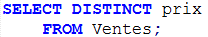 SELECT DISTINCT prix
FROM Ventes;